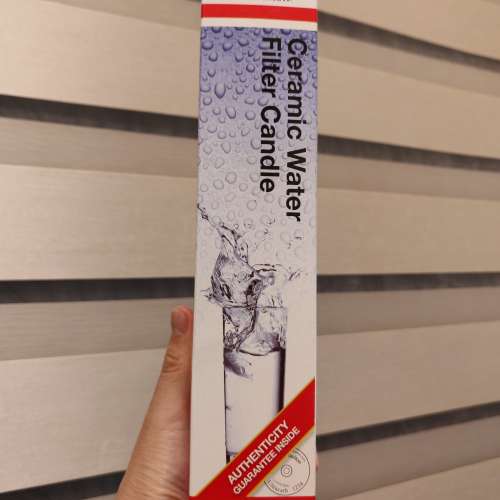 Ceramic Water
Filter Candle
AUTHENTICITY
GUARANTEE INSIDE